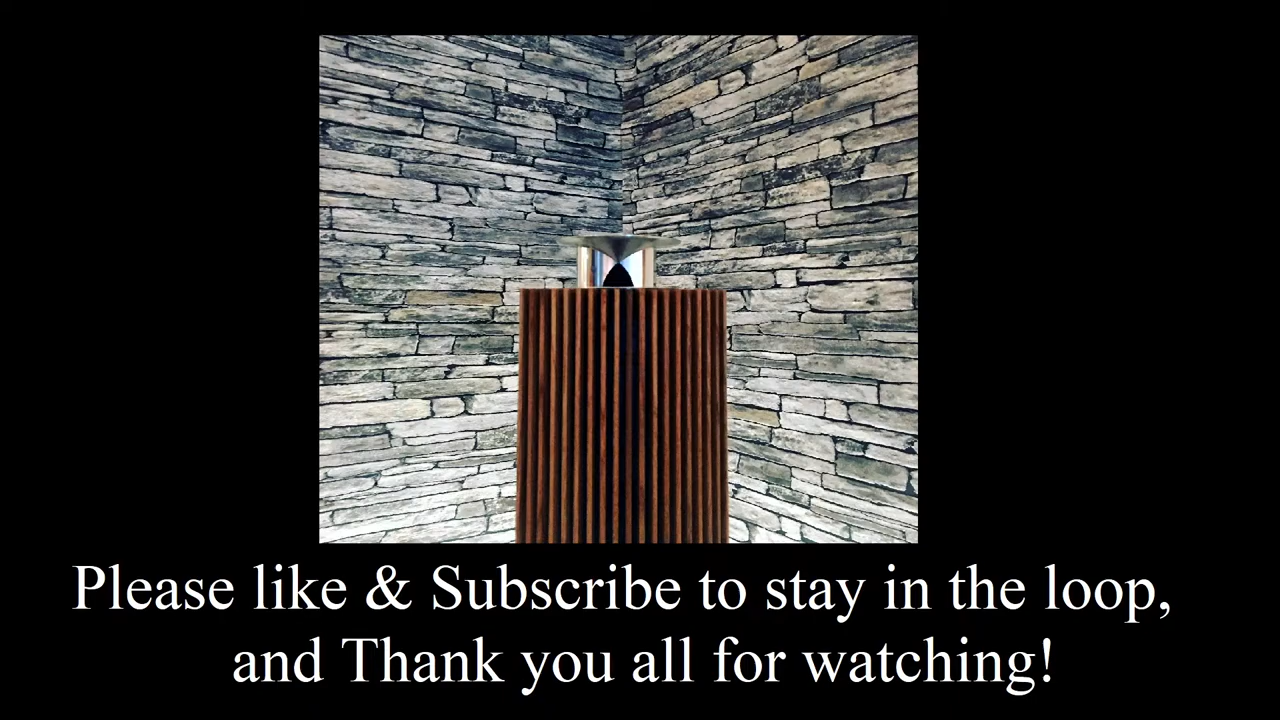 Please like & Subscribe to stay in the loop,
and Thank you all for watching!